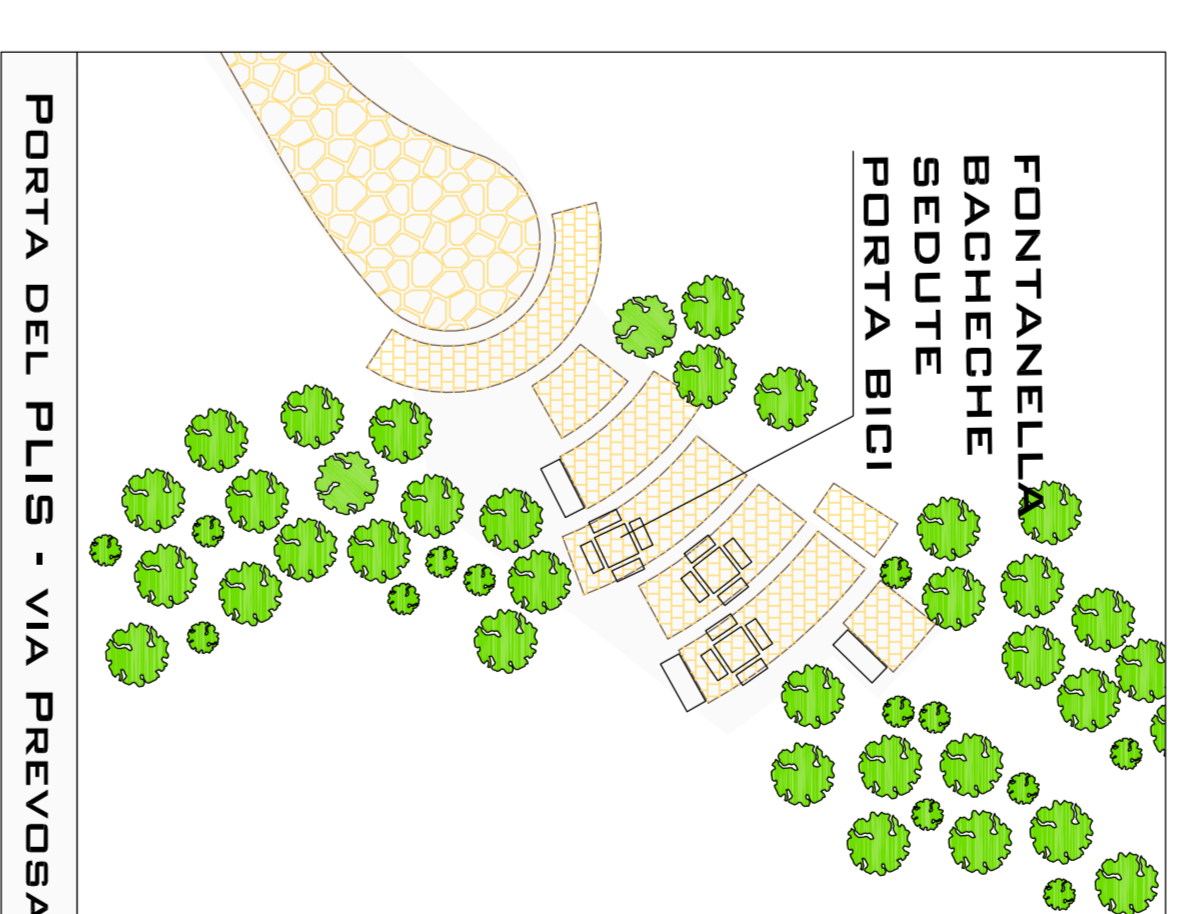 FONTANELLA
BACHECHE
SEDUTE
PORTA BICI
PORTA DEL PLIS - VIA PREVOSA